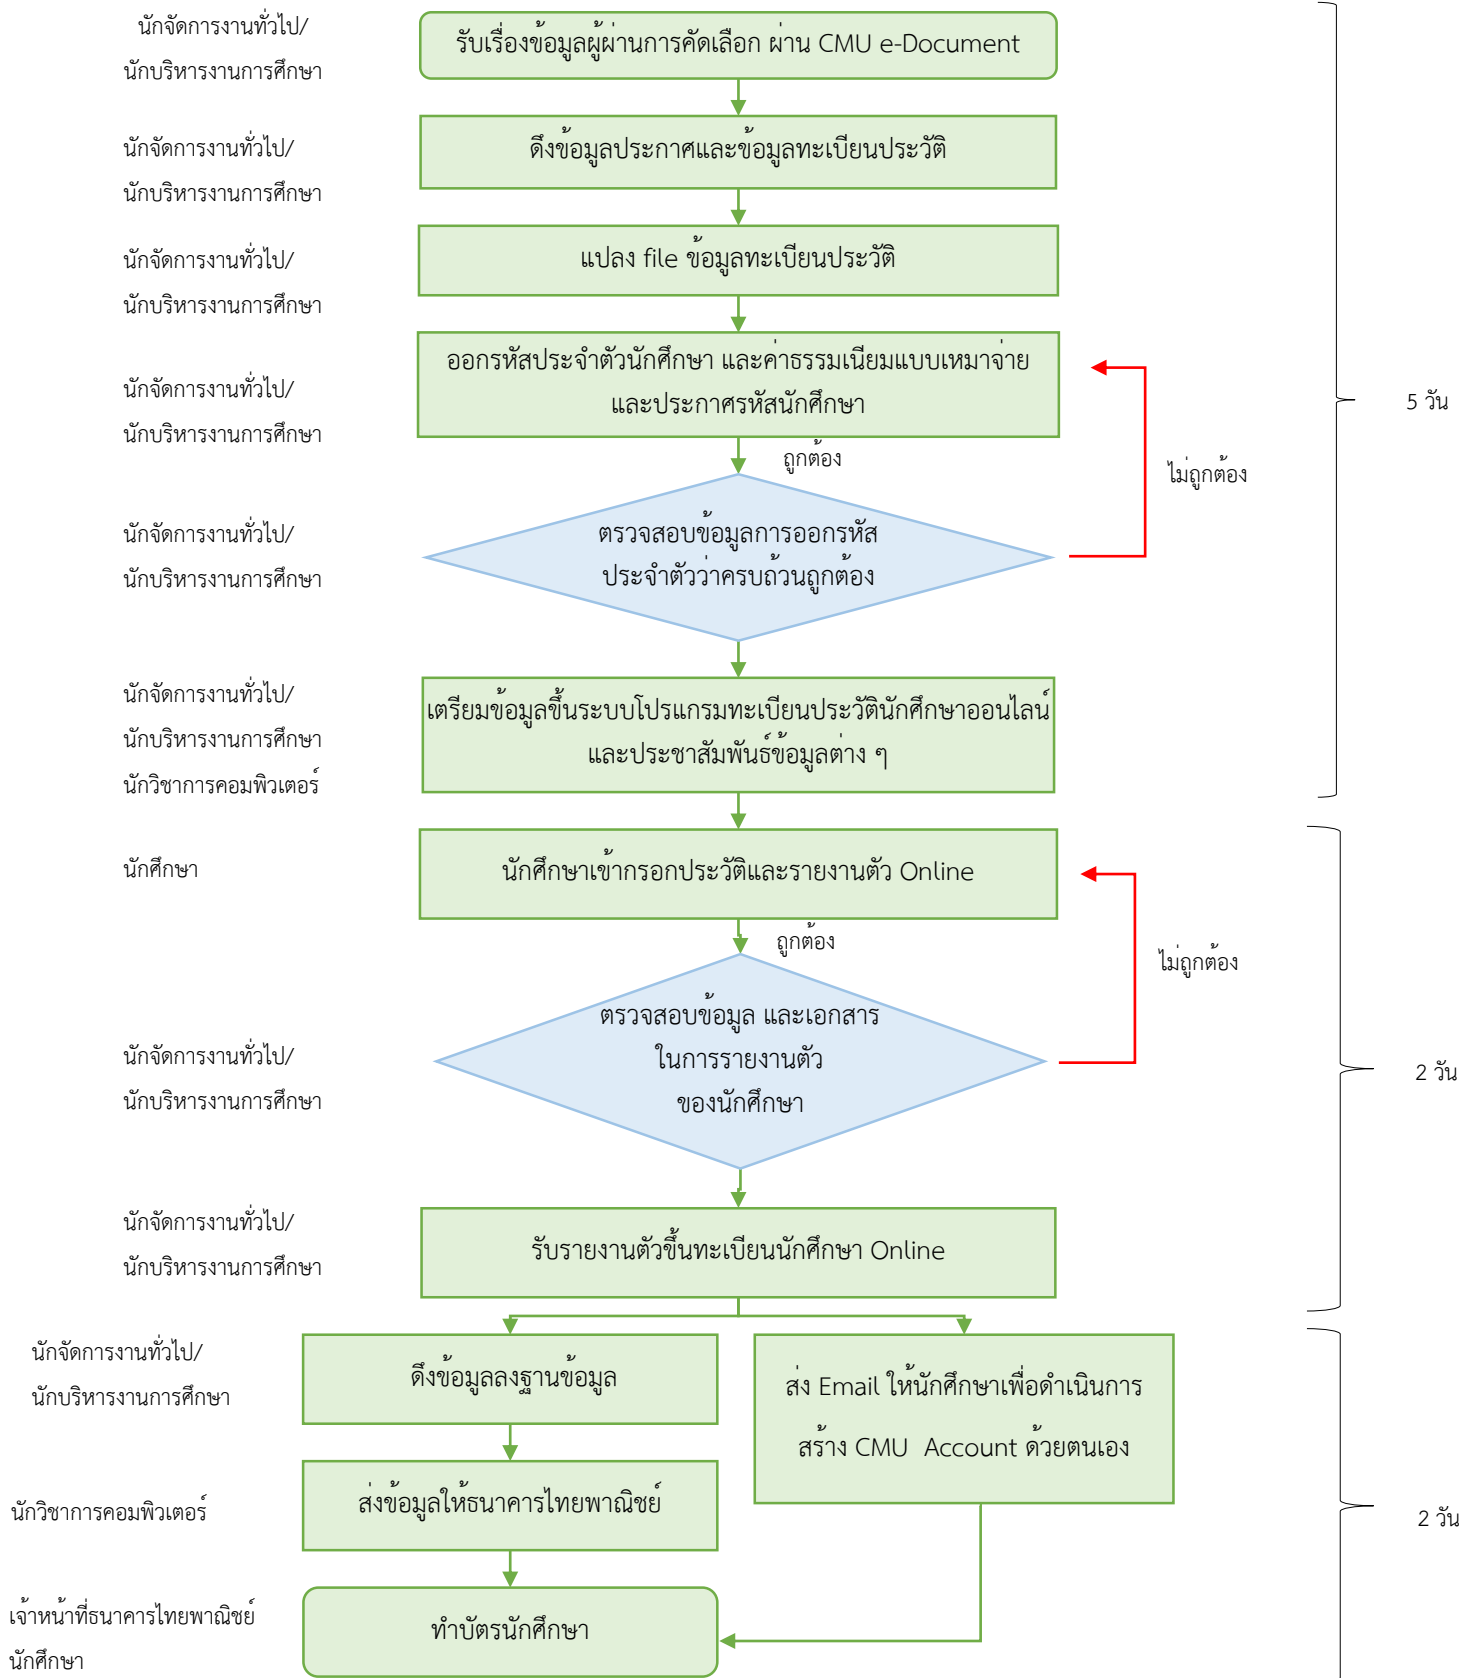 นักจัดการงานทั่วไป/
นักบริหารงานการศึกษา
รับเรื่องข้อมูลผู้ผ่านการคัดเลือก ผ่าน CMU e-Document
นักจัดการงานทั่วไป/
นักบริหารงานการศึกษา
ดึงข้อมูลประกาศและข้อมูลทะเบียนประวัติ
นักจัดการงานทั่วไป/
นักบริหารงานการศึกษา
แปลง file ข้อมูลทะเบียนประวัติ
นักจัดการงานทั่วไป/
นักบริหารงานการศึกษา
ออกรหัสประจำตัวนักศึกษา และค่าธรรมเนียมแบบเหมาจ่าย
และประกาศรหัสนักศึกษา
5 วัน
ถูกต้อง
ไม่ถูกต้อง
นักจัดการงานทั่วไป/
นักบริหารงานการศึกษา
ตรวจสอบข้อมูลการออกรหัส
ประจำตัวว่าครบถ้วนถูกต้อง
นักจัดการงานทั่วไป/
นักบริหารงานการศึกษา
นักวิชาการคอมพิวเตอร์
เตรียมข้อมูลขึ้นระบบโปรแกรมทะเบียนประวัตินักศึกษาออนไลน์
และประชาสัมพันธ์ข้อมูลต่าง ๆ
นักศึกษา
นักศึกษาเข้ากรอกประวัติและรายงานตัว Online
ถูกต้อง
ไม่ถูกต้อง
นักจัดการงานทั่วไป/
นักบริหารงานการศึกษา
ตรวจสอบข้อมูล และเอกสาร
ในการรายงานตัว
ของนักศึกษา
2 วัน
นักจัดการงานทั่วไป/
นักบริหารงานการศึกษา
รับรายงานตัวขึ้นทะเบียนนักศึกษา Online
นักจัดการงานทั่วไป/
นักบริหารงานการศึกษา
ดึงข้อมูลลงฐานข้อมูล
ส่ง Email ให้นักศึกษาเพื่อดำเนินการ
สร้าง CMU  Account ด้วยตนเอง
นักวิชาการคอมพิวเตอร์
ส่งข้อมูลให้ธนาคารไทยพาณิชย์
2 วัน
เจ้าหน้าที่ธนาคารไทยพาณิชย์
นักศึกษา
ทำบัตรนักศึกษา